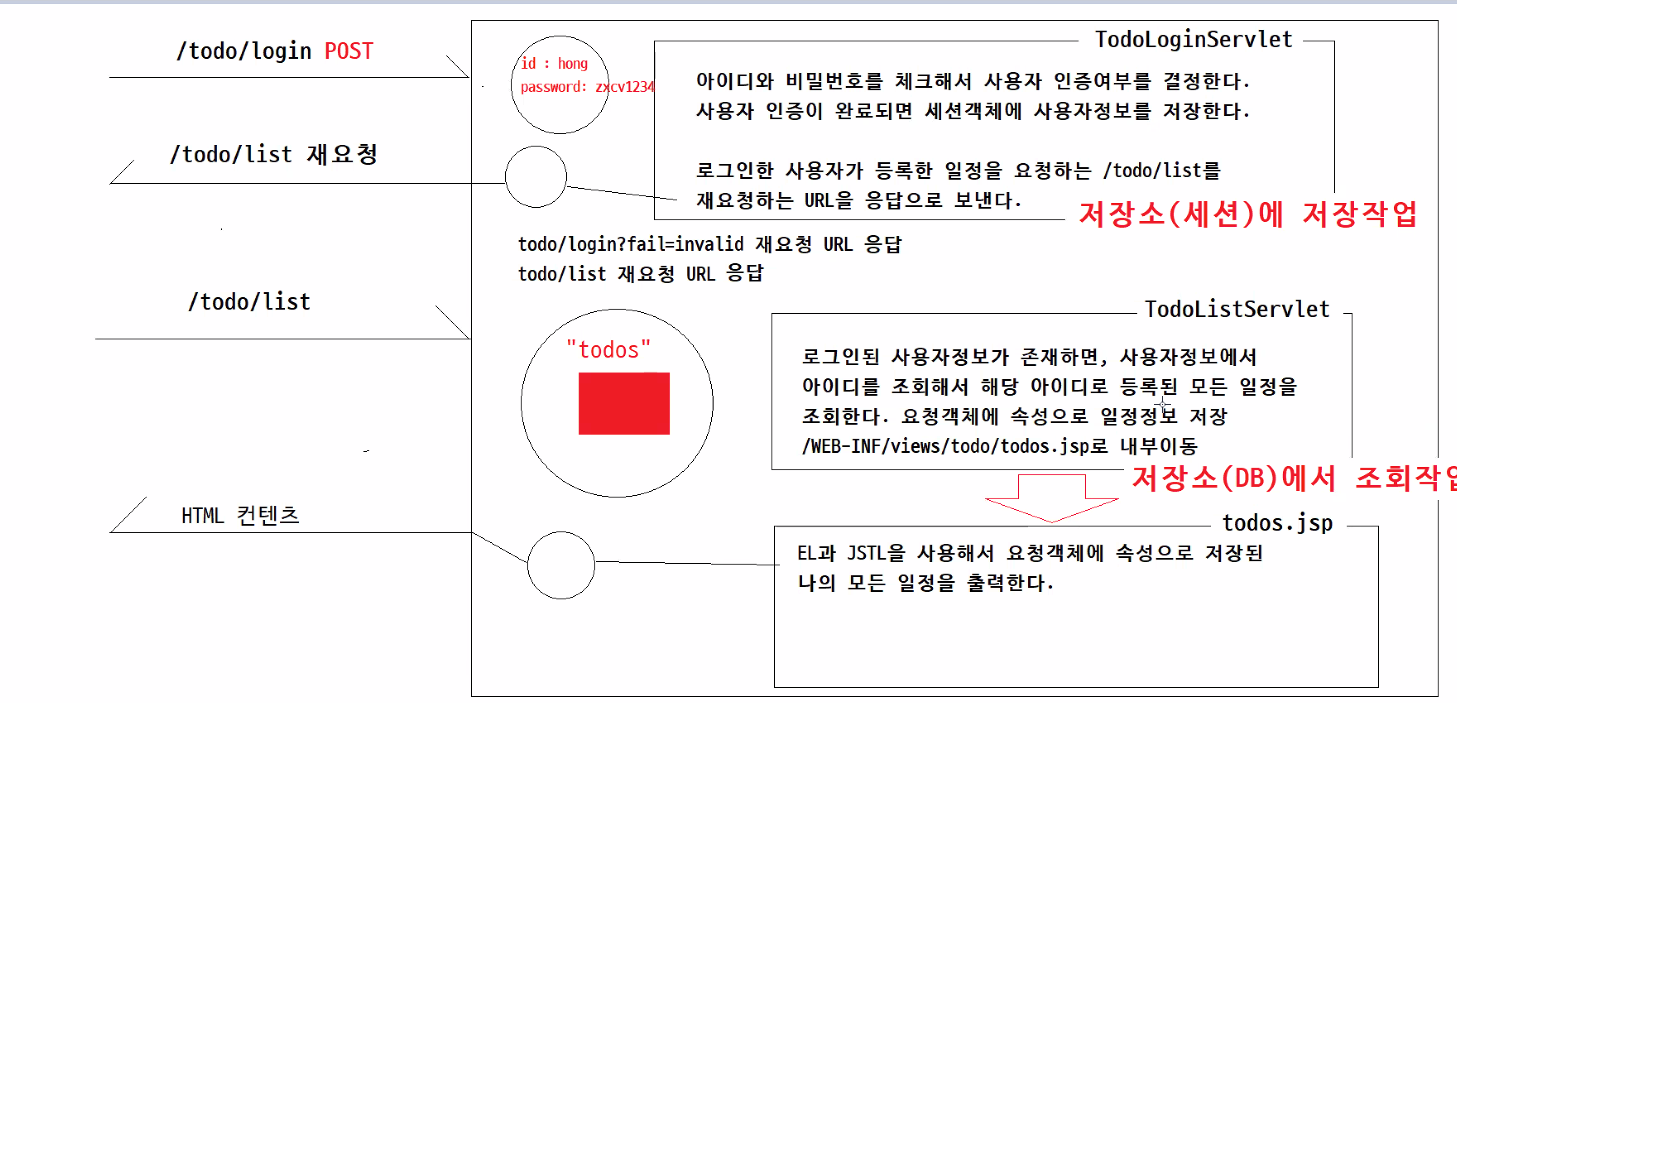 /todo/login POST
id : hong
password: zxcv1234
TodoLoginServlet
아이디와 비밀번호를 체크해서 사용자 인증여부를 결정한다.
사용자 인증이 완료되면 세션객체에 사용자정보를 저장한다.
/todo/list 재요청
로그인한 사용자가 등록한 일정을 요청하는 /todo/list를
재요청하는 URL을 응답으로 보낸다.
저장소(세션)에 저장작업
todo/login?fail=invalid 재요청 URL 응답
todo/list 재요청 URL 응답
/todo/list
"todos"
TodoListServlet
로그인된 사용자정보가 존재하면, 사용자정보에서
아이디를 조회해서 해당 아이디로 등록된 모든 일정을
조회한다. 요청객체에 속성으로 일정정보 저장
/WEB-INF/views/todo/todos.jsp로 내부이동
저장소(DB)에서 조회작업
HTML 컨텐츠
todos.jsp
EL과 JSTL을 사용해서 요청객체에 속성으로 저장된
나의 모든 일정을 출력한다.